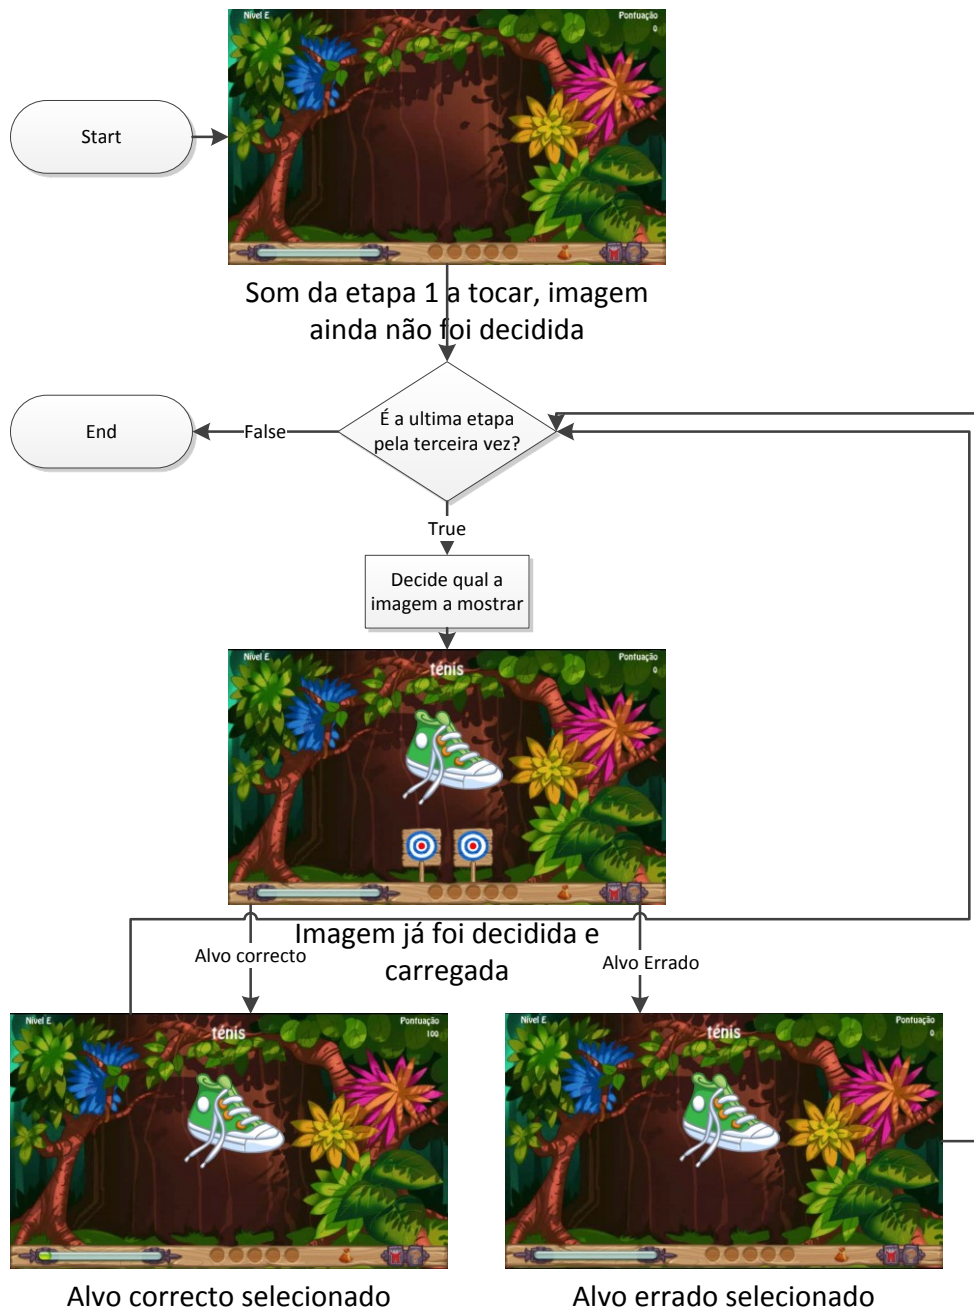 Nível E
Pontuação
0
Start
Som da etapa 1 a tocar, imagem
ainda não foi decidida
É a ultima etapa
pela terceira vez?
False
End
True
Decide qual a
imagem a mostrar
Nível E
ténis
Pontuação
0
Imagem já foi decidida e
carregada
Alvo correcto
Alvo Errado
Nível E
ténis
Pontuação
100
Nível E
ténis
Pontuação
0
Alvo correcto selecionado
Alvo errado selecionado